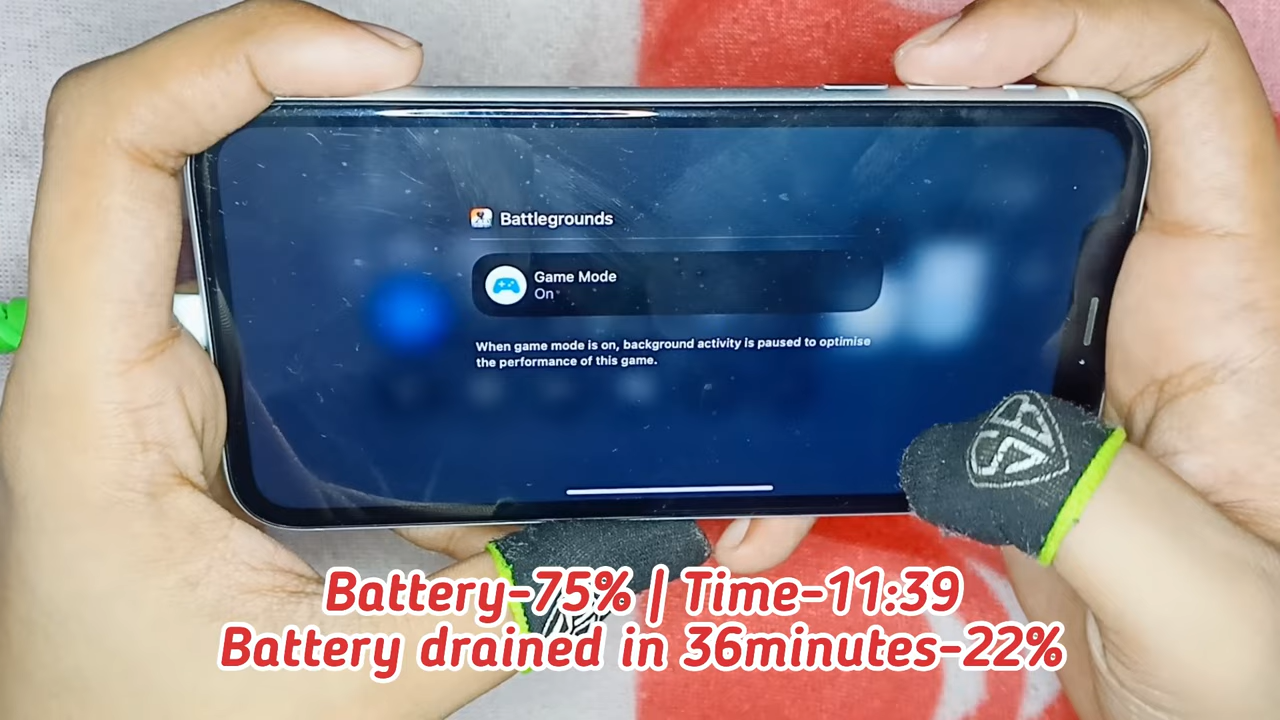 Battlegrounds
Game Mode
On
When game mode is on, background activity is paused to optimise
the performance of this game.
Battery-75% | Time-11:39
Battery drained in 36minutes-22%